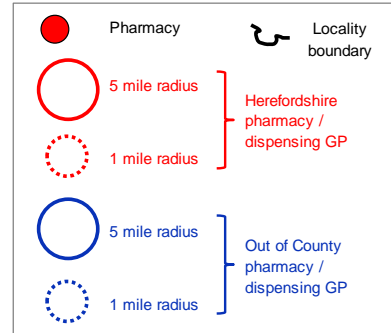 Pharmacy
Locality
boundary
5 mile radius
1 mile radius
Herefordshire
pharmacy /
dispensing GP
5 mile radius
1 mile radius
Out of County
pharmacy /
dispensing GP